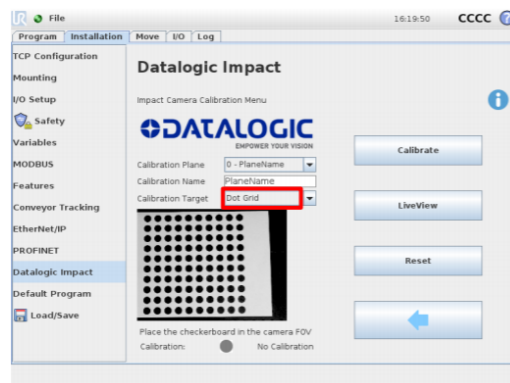 File
16:19:50
CCCC
?
Program
Installation
Move
I/O
Log
TCP Configuration
Mounting
I/O Setup
Safety
Variables
MODBUS
Features
Conveyor Tracking
EtherNet/IP
PROFINET
Datalogic Impact
Default Program
Load/Save
Datalogic Impact
Impact Camera Calibration Menu
i
DATALOGIC
EMPOWER YOUR VISION
Calibration Plane
0 - PlaneName
Calibration Name
PlaneName
Calibration Target
Dot Grid
Place the checkerboard in the camera FOV
Calibration:
No Calibration
Calibrate
LiveView
Reset